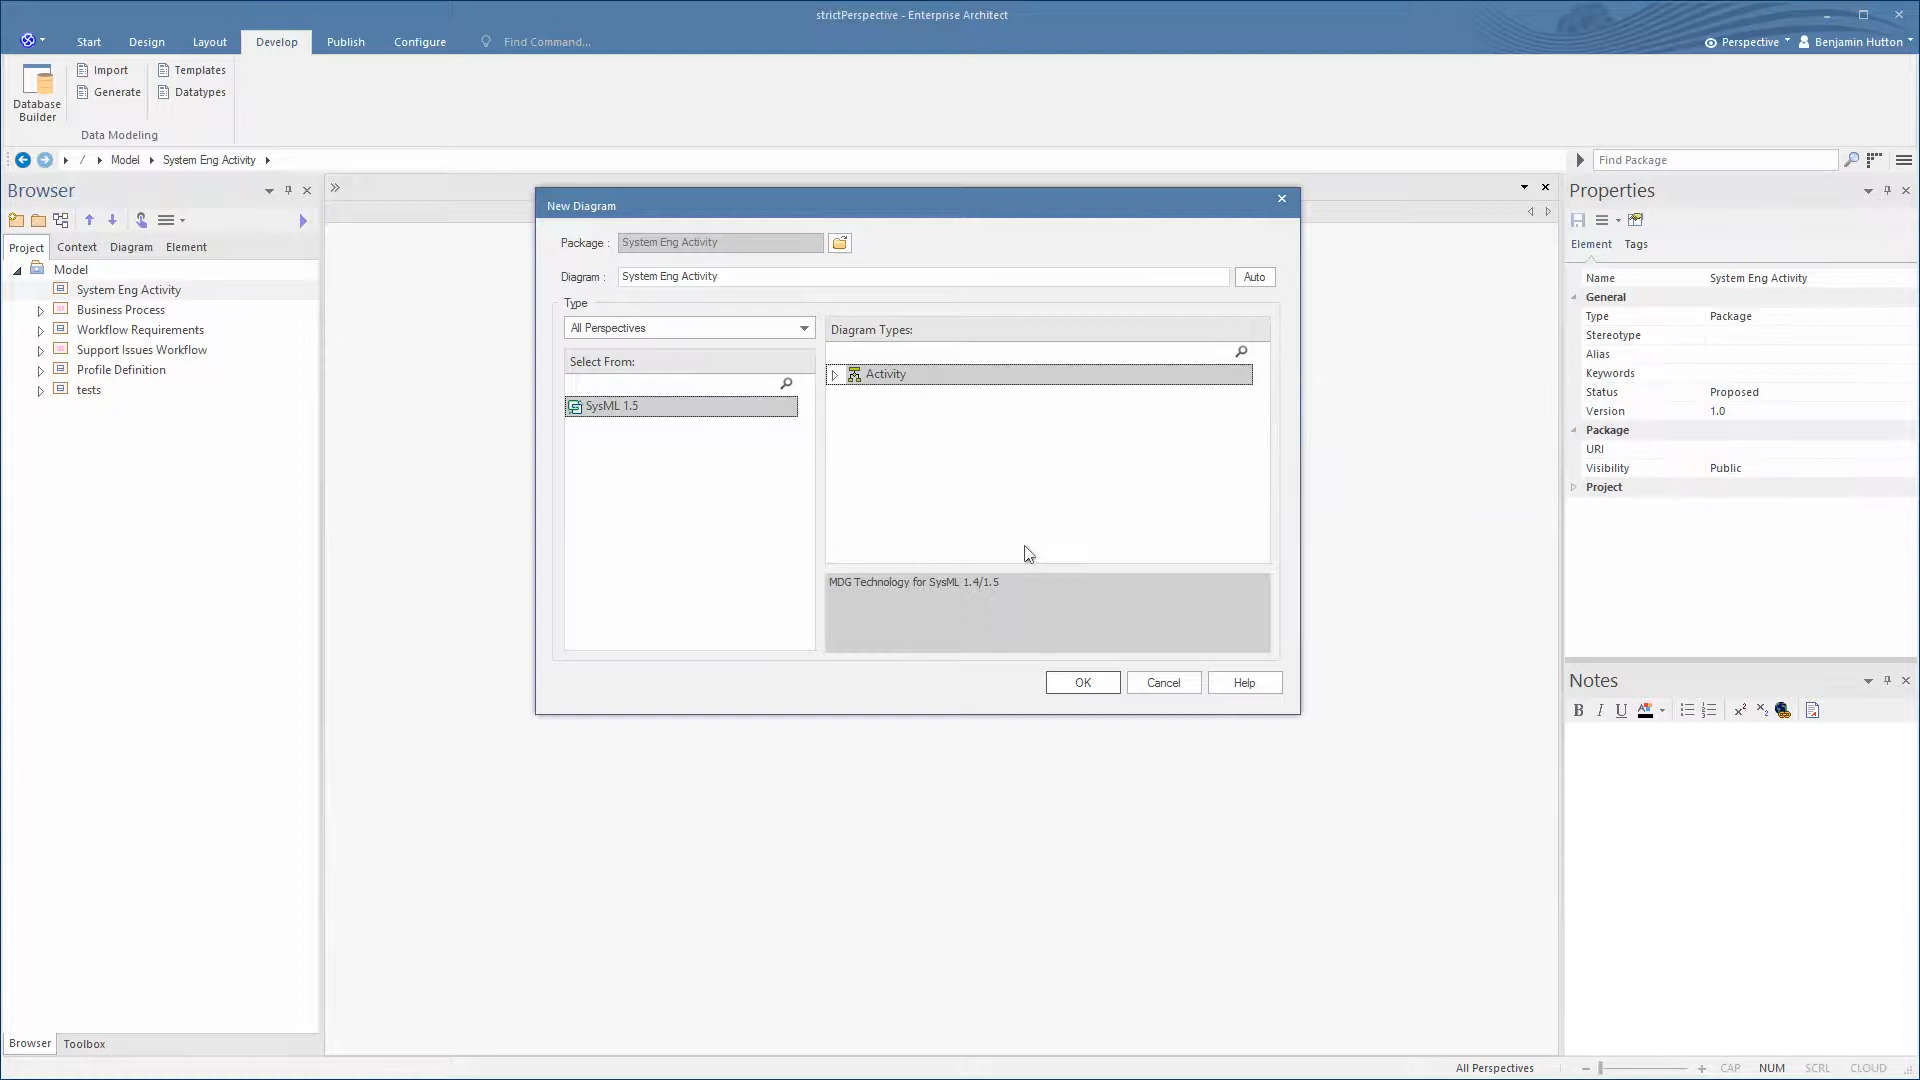 strictPerspective - Enterprise Architect
Start Design Layout Develop Publish Configure Find Command...
Perspective Benjamin Hutton
Database Builder
Import
Generate
Templates
Datatypes
Data Modeling
/ Model System Eng Activity
Find Package
Browser
Project Context Diagram Element
Model
System Eng Activity
Business Process
Workflow Requirements
Support Issues Workflow
Profile Definition
tests
Browser Toolbox
New Diagram
Package : System Eng Activity
Diagram : System Eng Activity Auto
Type
All Perspectives
Select From:
SysML 1.5
Diagram Types:
Activity
MDG Technology for SysML 1.4/1.5
OK Cancel Help
Properties
Element Tags
Name System Eng Activity
General
Type Package
Stereotype
Alias
Keywords
Status Proposed
Version 1.0
Package
URI
Visibility Public
Project
Notes
B I U A x² x₂
All Perspectives − + CAP NUM SCRL CLOUD